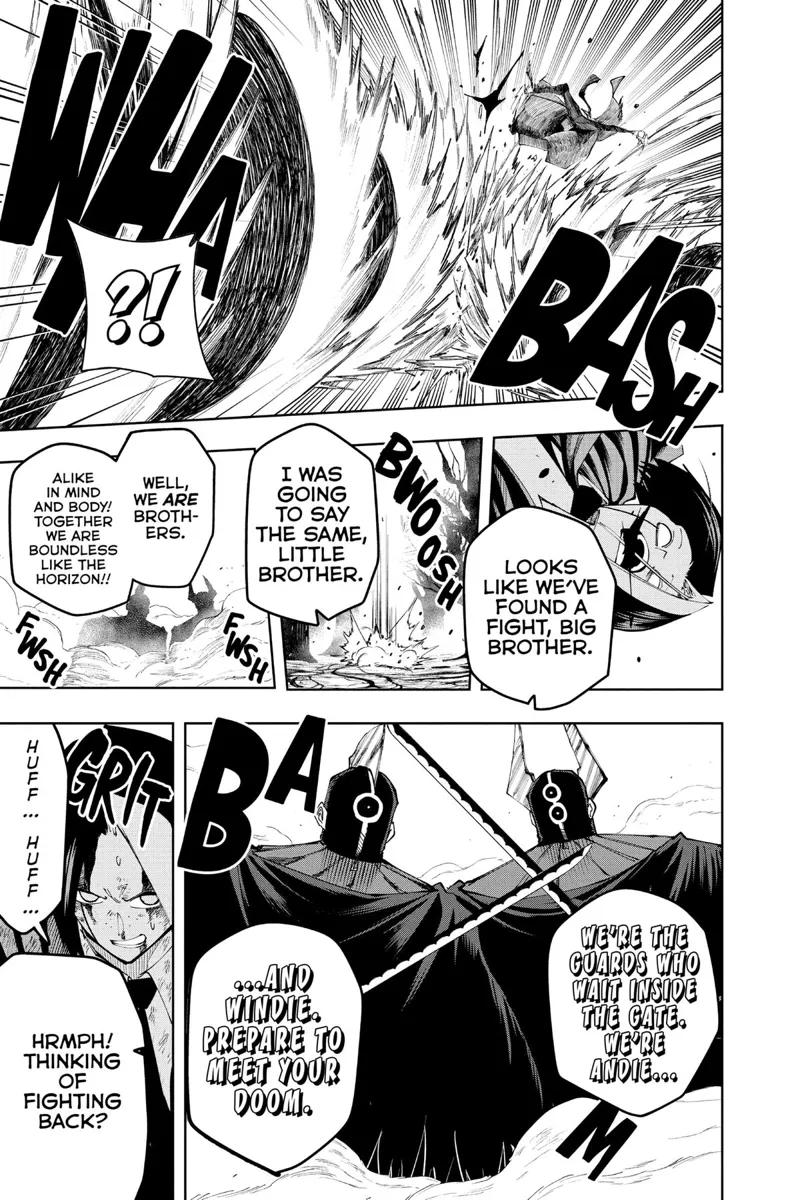 WHA
?!
BASH
LOOKS
LIKE WE'VE
FOUND A
FIGHT, BIG
BROTHER.
BWOOSH
I WAS
GOING
TO SAY
THE SAME,
LITTLE
BROTHER.
WELL,
WE ARE
BROTH-
ERS.
ALIKE
IN MIND
AND BODY!
TOGETHER
WE ARE
BOUNDLESS
LIKE THE
HORIZON!!
FWSH
FWSH
BA
M
WE'RE THE
GUARDS WHO
WAIT INSIDE
THE GATE.
WE'RE
ANDIE...
...AND
WINDIE.
PREPARE TO
MEET YOUR
DOOM.
GRIT
HUFF... HUFF...
HRMPH!
THINKING
OF
FIGHTING
BACK?